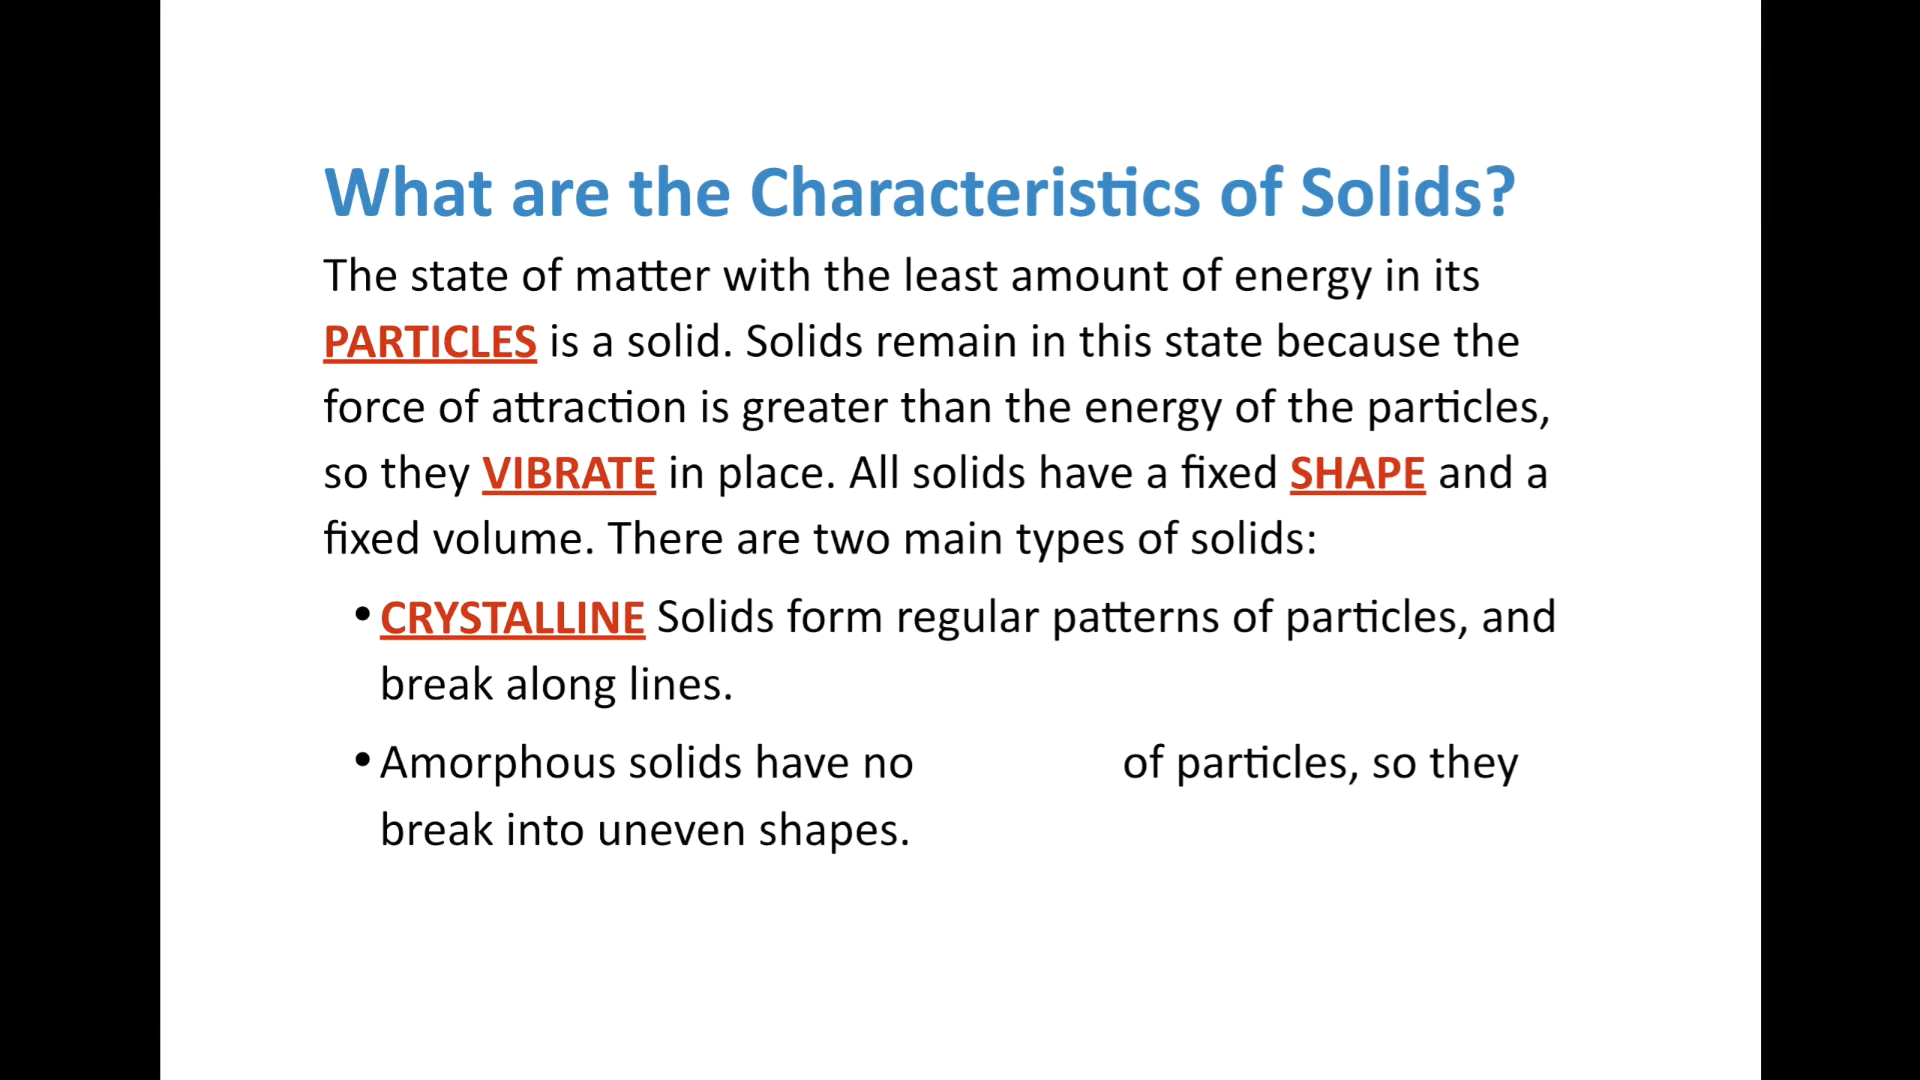 What are the Characteristics of Solids?
The state of matter with the least amount of energy in its
PARTICLES is a solid. Solids remain in this state because the
force of attraction is greater than the energy of the particles,
so they VIBRATE in place. All solids have a fixed SHAPE and a
fixed volume. There are two main types of solids:
• CRYSTALLINE Solids form regular patterns of particles, and
break along lines.
• Amorphous solids have no of particles, so they
break into uneven shapes.